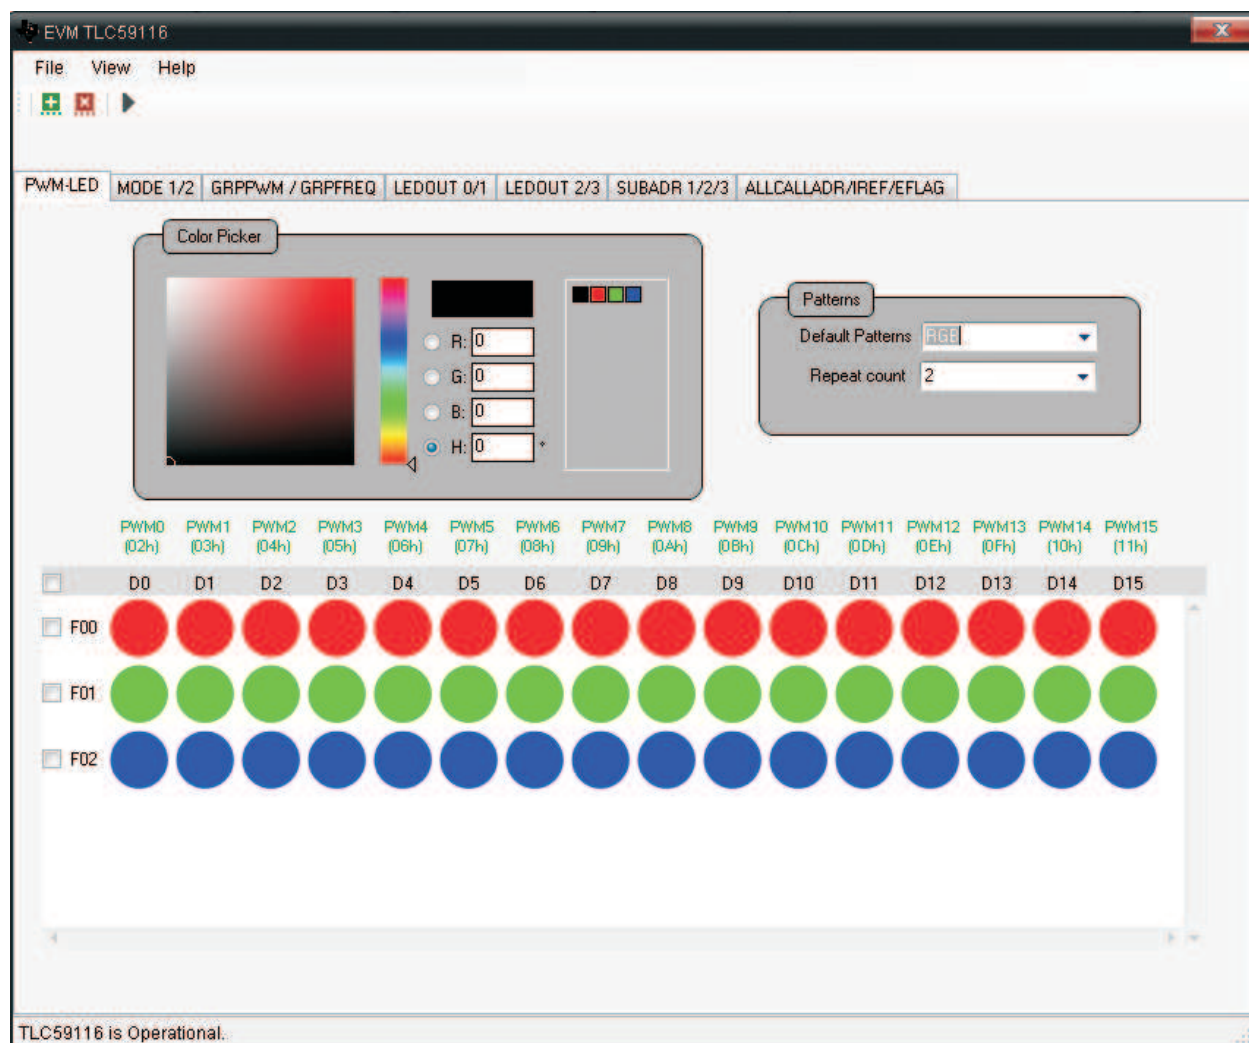 EVM TLC59116
File View Help
PWM-LED MODE 1/2 GRPPWM / GRPFREQ LEDOUT 0/1 LEDOUT 2/3 SUBADR 1/2/3 ALLCALLADR/IREF/EFLAG
Color Picker
R: 0
G: 0
B: 0
H: 0 °
Patterns
Default Patterns RGB
Repeat count 2
PWM0 PWM1 PWM2 PWM3 PWM4 PWM5 PWM6 PWM7 PWM8 PWM9 PWM10 PWM11 PWM12 PWM13 PWM14 PWM15
(02h) (03h) (04h) (05h) (06h) (07h) (08h) (09h) (0Ah) (0Bh) (0Ch) (0Dh) (0Eh) (0Fh) (10h) (11h)
D0 D1 D2 D3 D4 D5 D6 D7 D8 D9 D10 D11 D12 D13 D14 D15
F00
F01
F02
TLC59116 is Operational.